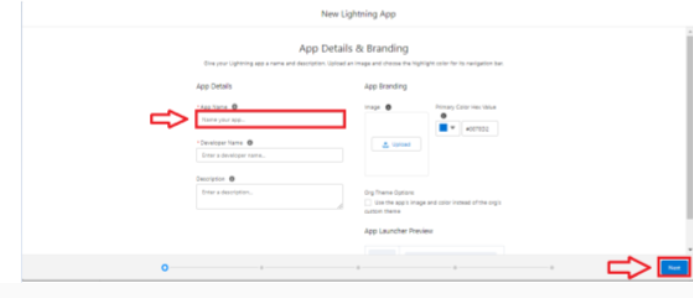 New Lightning App
App Details & Branding
Give your Lightning app a name and description. Upload an image and choose the highlight color for its navigation bar.
App Details
* App Name
Name your app...
* Developer Name
Enter a developer name...
Description
Enter a description...
App Branding
Image
Upload
Primary Color Hex Value
#0070D2
Org Theme Options
Use the app's image and color instead of the org's
custom theme
App Launcher Preview
Next